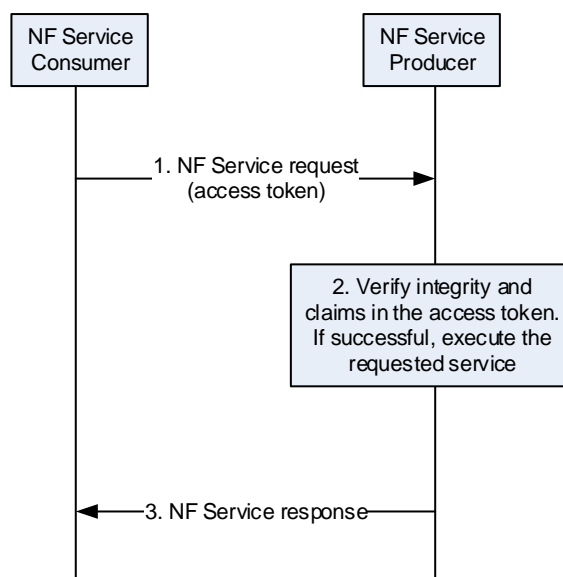 NF Service
Consumer
NF Service
Producer
1. NF Service request
(access token)
2. Verify integrity and
claims in the access token.
If successful, execute the
requested service
3. NF Service response